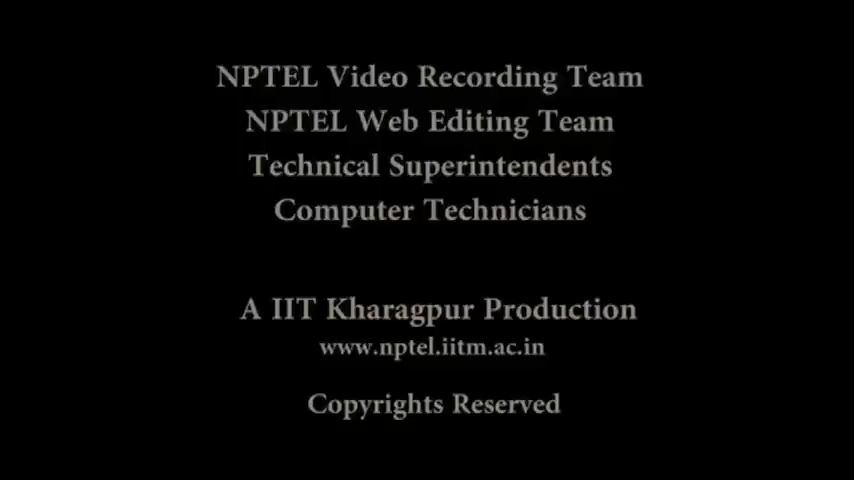 NPTEL Video Recording Team
NPTEL Web Editing Team
Technical Superintendents
Computer Technicians
A IIT Kharagpur Production
www.nptel.iitm.ac.in
Copyrights Reserved